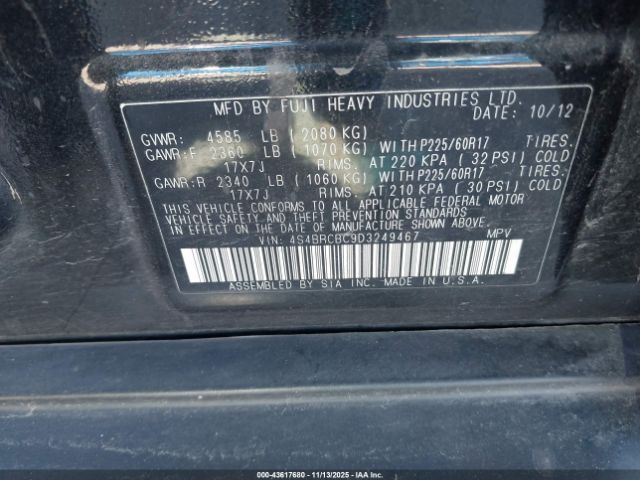 MFD BY FUJI HEAVY INDUSTRIES LTD.
DATE: 10/12
GVWR: 4585 LB ( 2080 KG)
GAWR:F 2360 LB ( 1070 KG) WITH P225/60R17 TIRES.
17X7J RIMS. AT 220 KPA ( 32 PSI) COLD
GAWR:R 2340 LB ( 1060 KG) WITH P225/60R17 TIRES.
17X7J RIMS. AT 210 KPA ( 30 PSI) COLD
THIS VEHICLE CONFORMS TO ALL APPLICABLE FEDERAL MOTOR
VEHICLE SAFETY AND THEFT PREVENTION STANDARDS
IN EFFECT ON THE DATE OF MANUFACTURE SHOWN ABOVE.
VIN: 4S4BRCBC9D3249467 MPV
ASSEMBLED BY SIA INC. MADE IN U.S.A.
000-43617680 - 11/13/2025 - Copyright © IAA, LLC